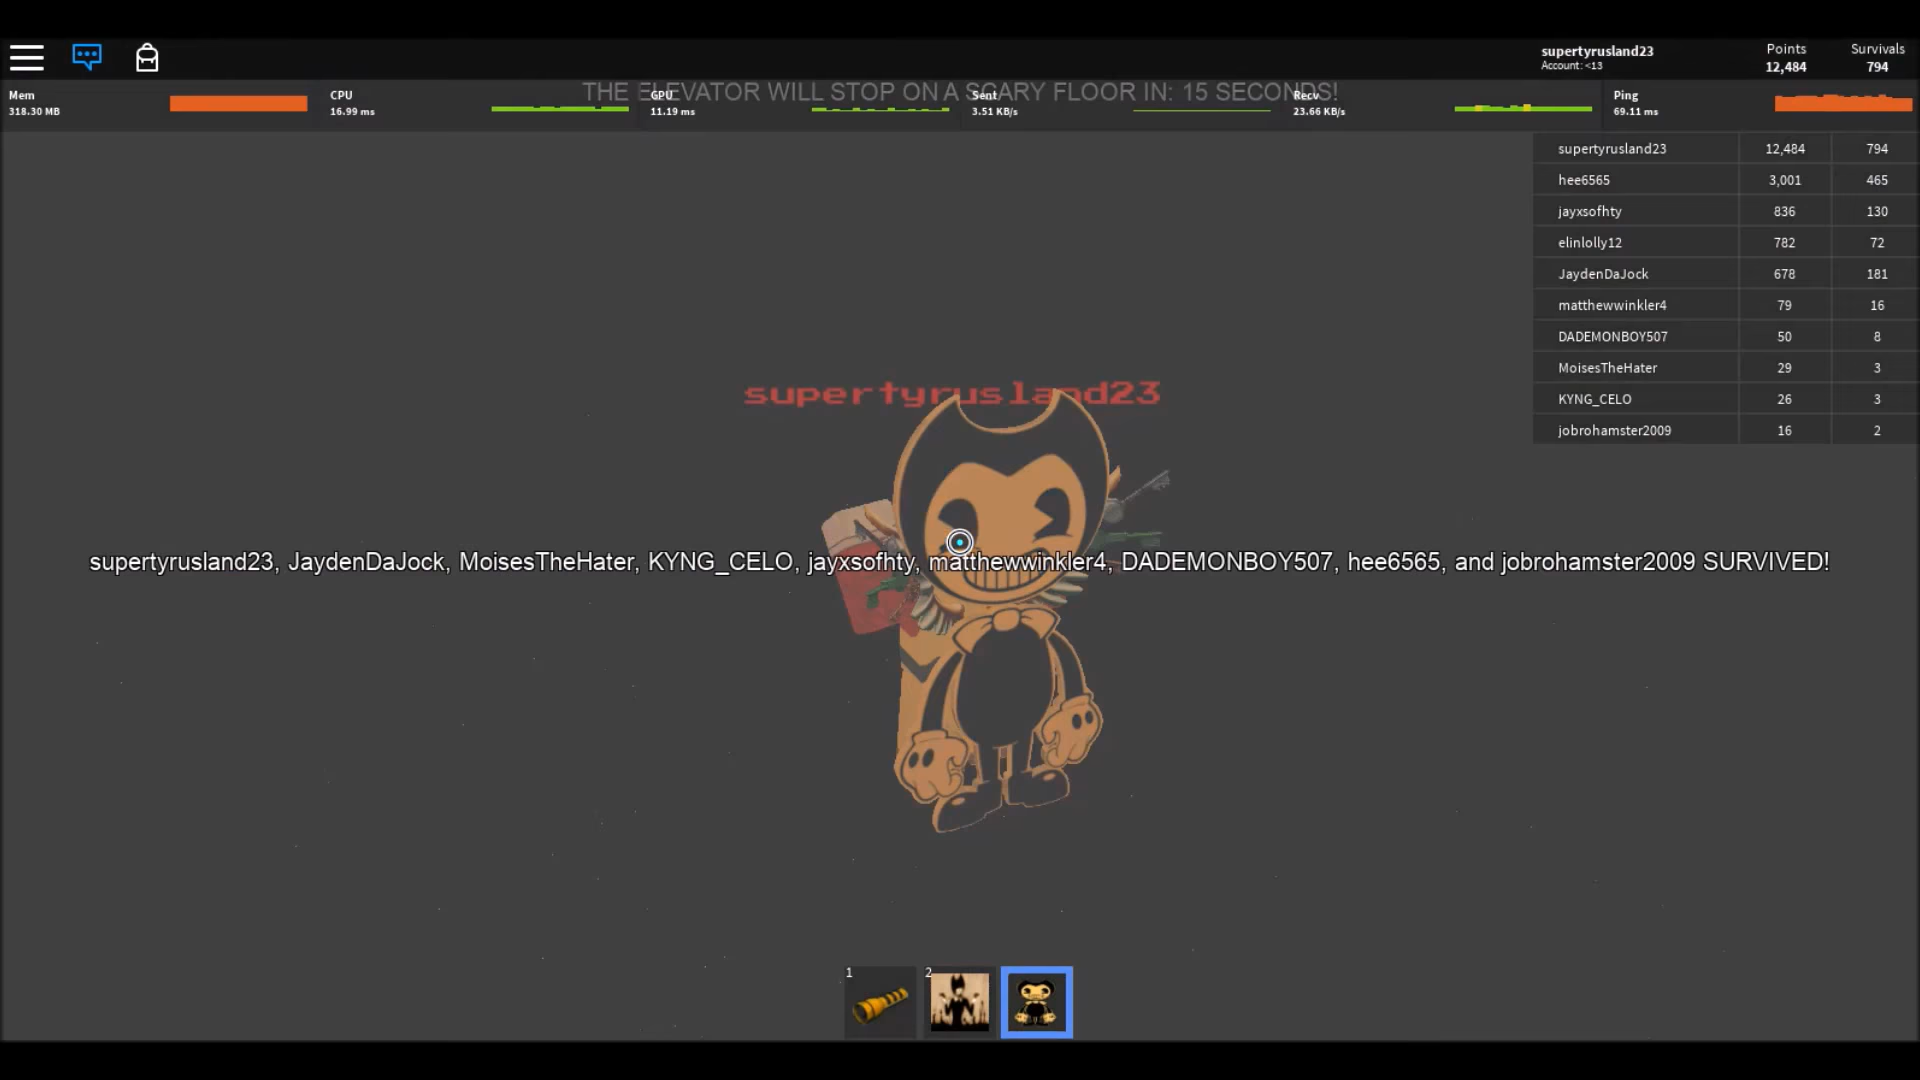 supertyrusland23
Account: <13
Points
12,484
Survivals
794
THE ELEVATOR WILL STOP ON A SCARY FLOOR IN: 15 SECONDS!
Mem
318.30 MB
CPU
16.99 ms
GPU
11.19 ms
Sent
3.51 KB/s
Recv
23.66 KB/s
Ping
69.11 ms
supertyrusland23 12,484 794
hee6565 3,001 465
jayxsofhty 836 130
elinlolly12 782 72
JaydenDaJock 678 181
matthewwinkler4 79 16
DADEMONBOY507 50 8
MoisesTheHater 29 3
KYNG_CELO 26 3
jobrohamster2009 16 2
supertyrusland23
supertyrusland23, JaydenDaJock, MoisesTheHater, KYNG_CELO, jayxsofhty, matthewwinkler4, DADEMONBOY507, hee6565, and jobrohamster2009 SURVIVED!
1
2